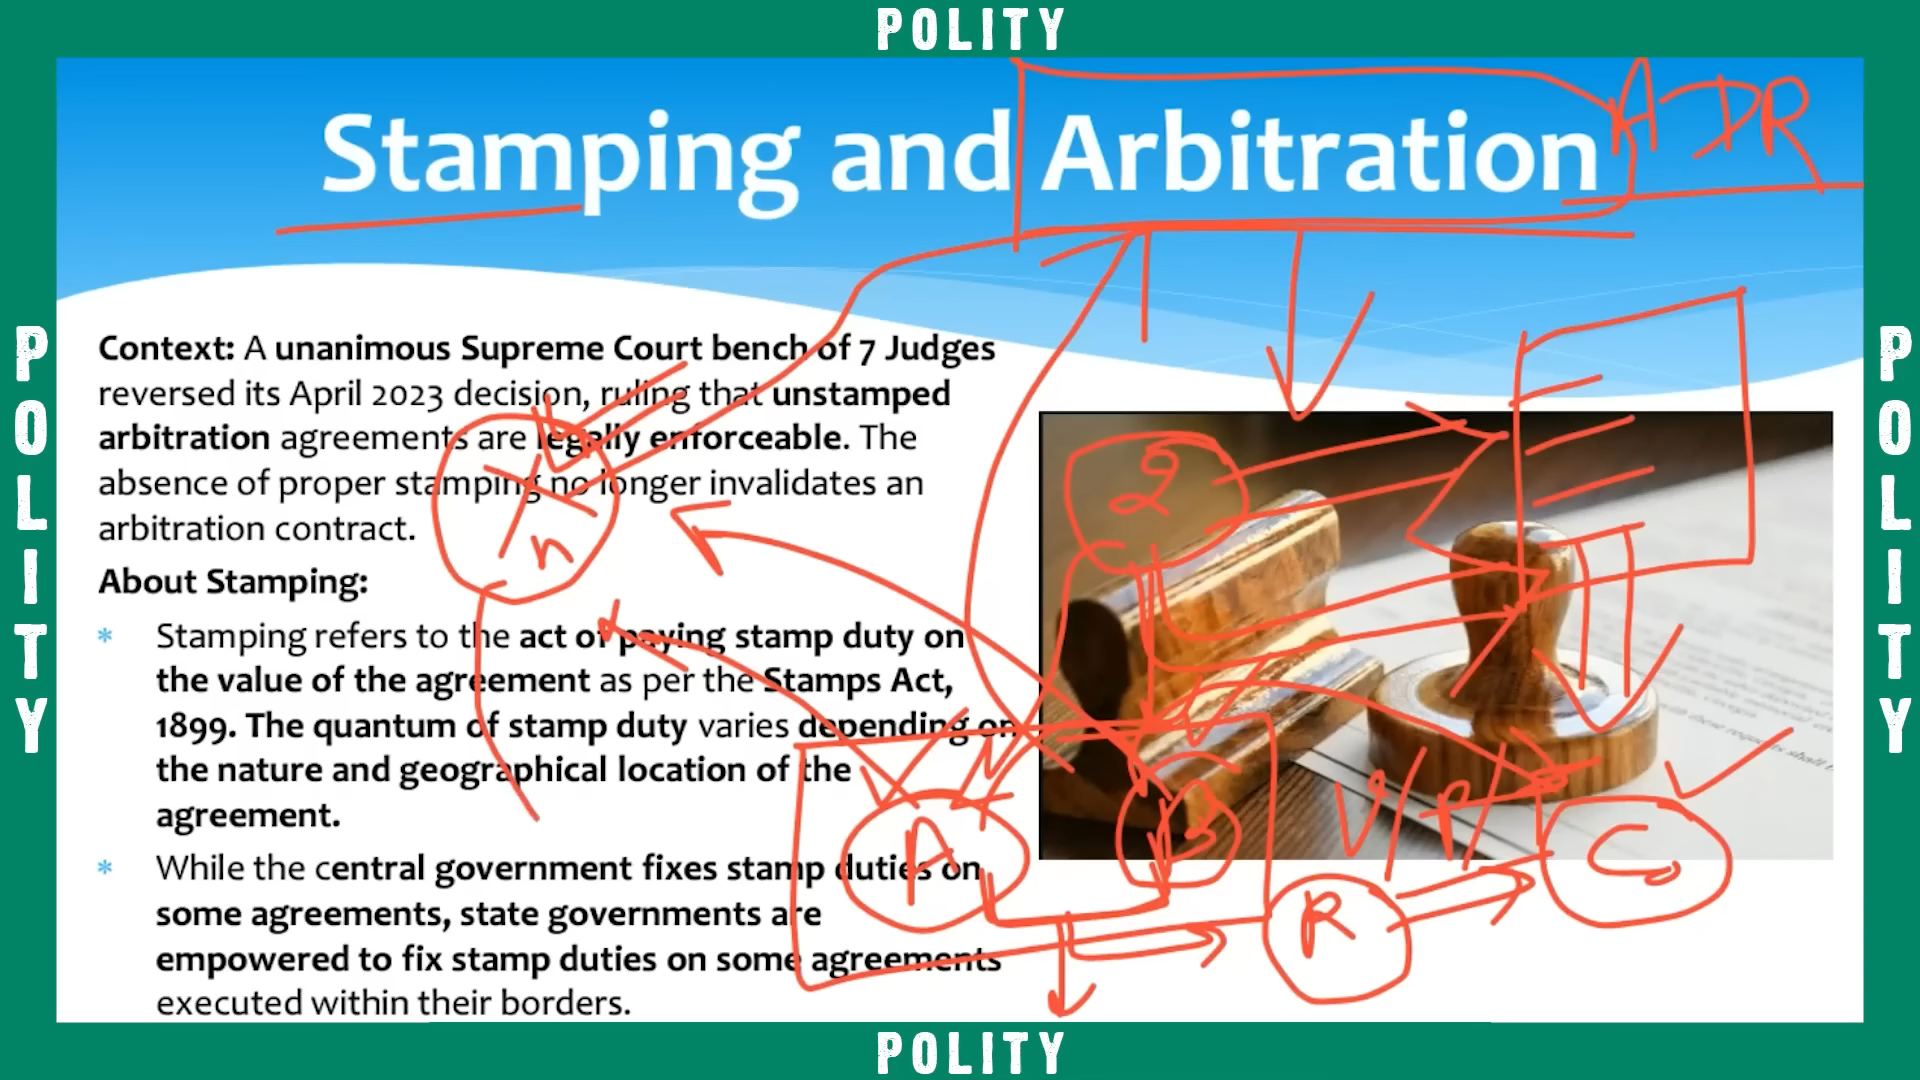 POLITY
Stamping and Arbitration
ADR
POLITY
POLITY
Context: A unanimous Supreme Court bench of 7 Judges
reversed its April 2023 decision, ruling that unstamped
arbitration agreements are legally enforceable. The
absence of proper stamping no longer invalidates an
arbitration contract.
2
n
About Stamping:
* Stamping refers to the act of paying stamp duty on
the value of the agreement as per the Stamps Act,
1899. The quantum of stamp duty varies depending on
the nature and geographical location of the
agreement.
* While the central government fixes stamp duties on
some agreements, state governments are
empowered to fix stamp duties on some agreements
executed within their borders.
A
B
R
C
POLITY